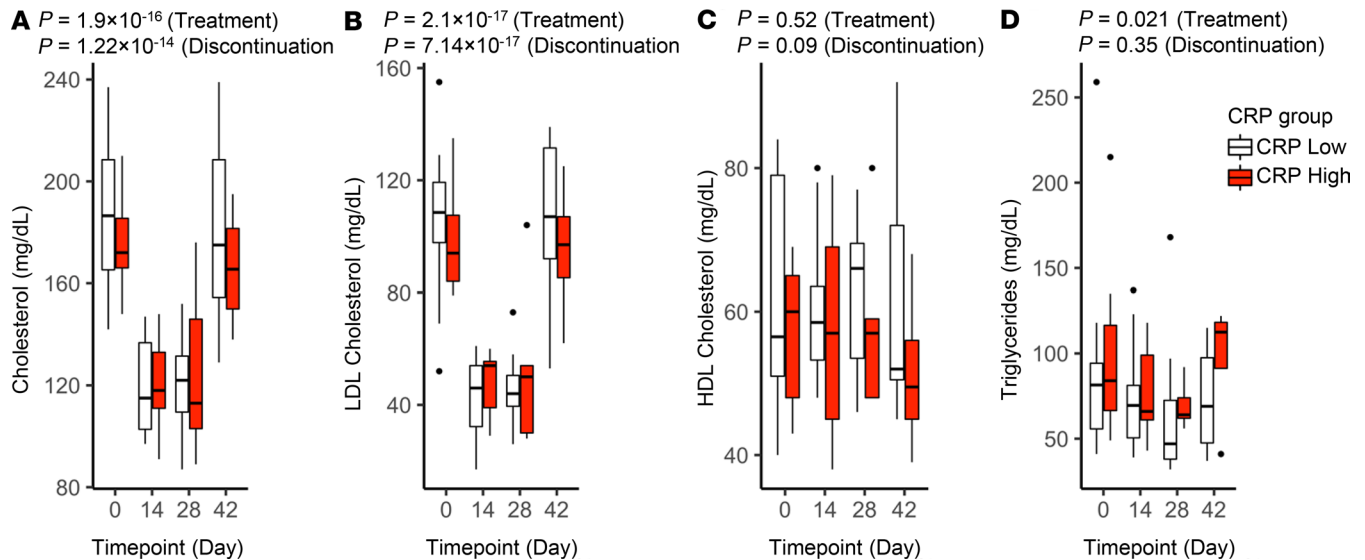 A P = 1.9×10⁻¹⁶ (Treatment)
P = 1.22×10⁻¹⁴ (Discontinuation
Cholesterol (mg/dL)
240
200
160
120
80
0 14 28 42
Timepoint (Day)
B P = 2.1×10⁻¹⁷ (Treatment)
P = 7.14×10⁻¹⁷ (Discontinuation
LDL Cholesterol (mg/dL)
160
120
80
40
0 14 28 42
Timepoint (Day)
C P = 0.52 (Treatment)
P = 0.09 (Discontinuation)
HDL Cholesterol (mg/dL)
80
60
40
0 14 28 42
Timepoint (Day)
D P = 0.021 (Treatment)
P = 0.35 (Discontinuation)
Triglycerides (mg/dL)
250
200
150
100
50
0 14 28 42
Timepoint (Day)
CRP group
CRP Low
CRP High